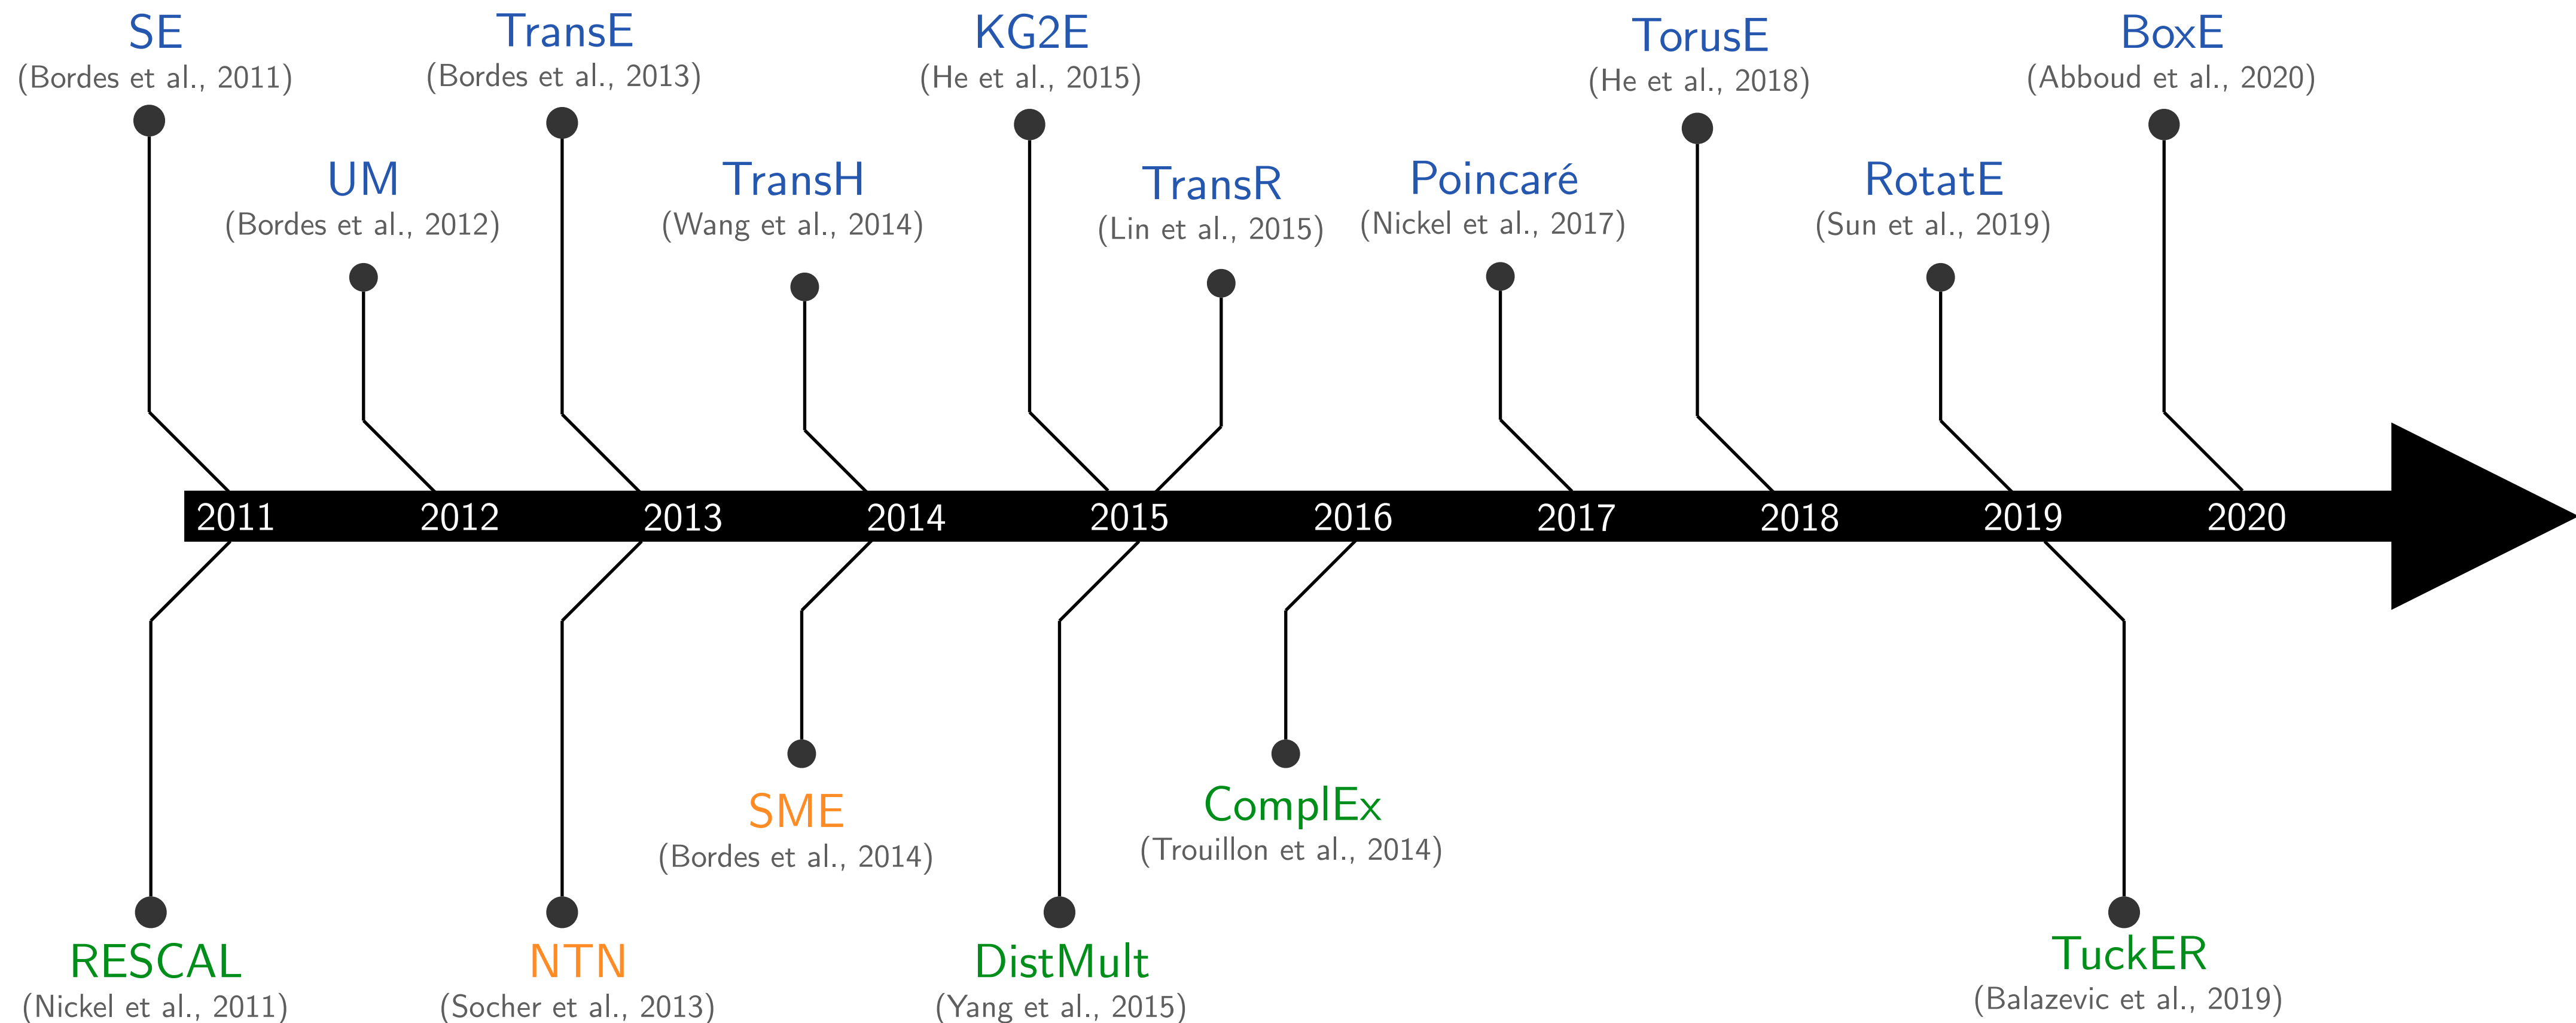 SE
(Bordes et al., 2011)
TransE
(Bordes et al., 2013)
KG2E
(He et al., 2015)
TorusE
(He et al., 2018)
BoxE
(Abboud et al., 2020)
UM
(Bordes et al., 2012)
TransH
(Wang et al., 2014)
TransR
(Lin et al., 2015)
Poincaré
(Nickel et al., 2017)
RotatE
(Sun et al., 2019)
2011 2012 2013 2014 2015 2016 2017 2018 2019 2020
SME
(Bordes et al., 2014)
ComplEx
(Trouillon et al., 2014)
RESCAL
(Nickel et al., 2011)
NTN
(Socher et al., 2013)
DistMult
(Yang et al., 2015)
TuckER
(Balazevic et al., 2019)